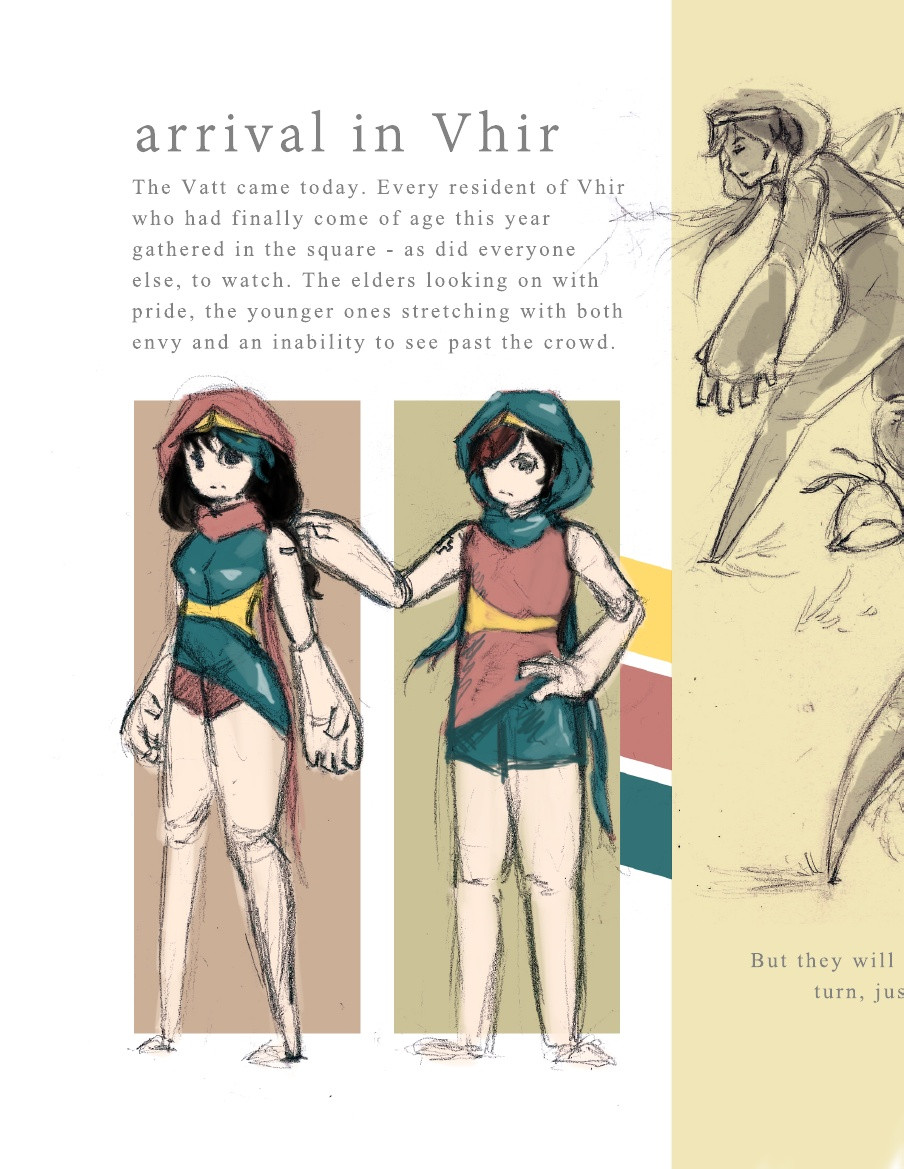 arrival in Vhir
The Vatt came today. Every resident of Vhir
who had finally come of age this year
gathered in the square - as did everyone
else, to watch. The elders looking on with
pride, the younger ones stretching with both
envy and an inability to see past the crowd.
But they will
turn, jus